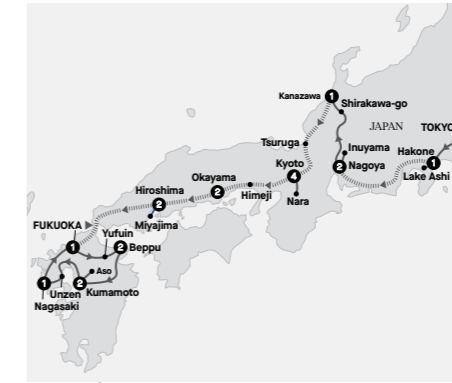 Kanazawa
1
Shirakawa-go
JAPAN
TOKYO
Tsuruga
Inuyama
Hakone
1
Kyoto
4
2
Nagoya
Lake Ashi
Okayama
2
Himeji
Nara
Hiroshima
2
Miyajima
FUKUOKA
1
Yufuin
2
Beppu
Aso
1
Unzen
2
Kumamoto
Nagasaki